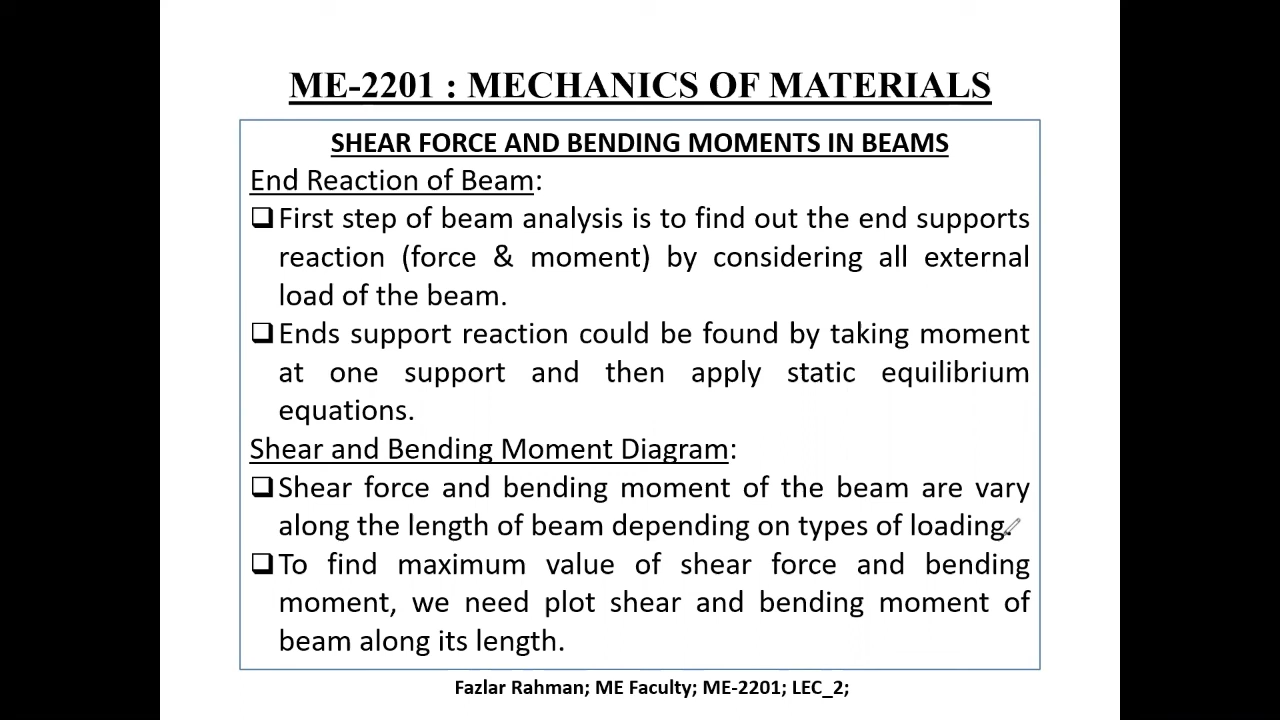 ME-2201 : MECHANICS OF MATERIALS
SHEAR FORCE AND BENDING MOMENTS IN BEAMS
End Reaction of Beam:
❑First step of beam analysis is to find out the end supports
reaction (force & moment) by considering all external
load of the beam.
❑Ends support reaction could be found by taking moment
at one support and then apply static equilibrium
equations.
Shear and Bending Moment Diagram:
❑Shear force and bending moment of the beam are vary
along the length of beam depending on types of loading.
❑To find maximum value of shear force and bending
moment, we need plot shear and bending moment of
beam along its length.
Fazlar Rahman; ME Faculty; ME-2201; LEC_2;